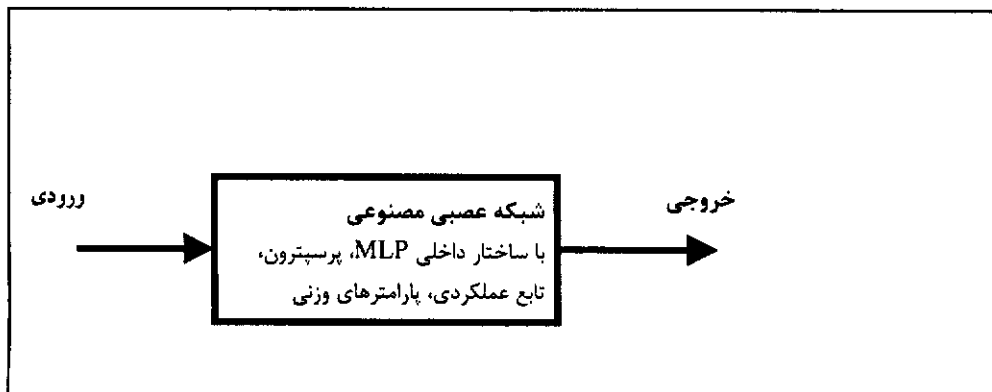 ورودی
شبکه عصبی مصنوعی
با ساختار داخلی MLP، پرسپترون،
تابع عملکردی، پارامترهای وزنی
خروجی